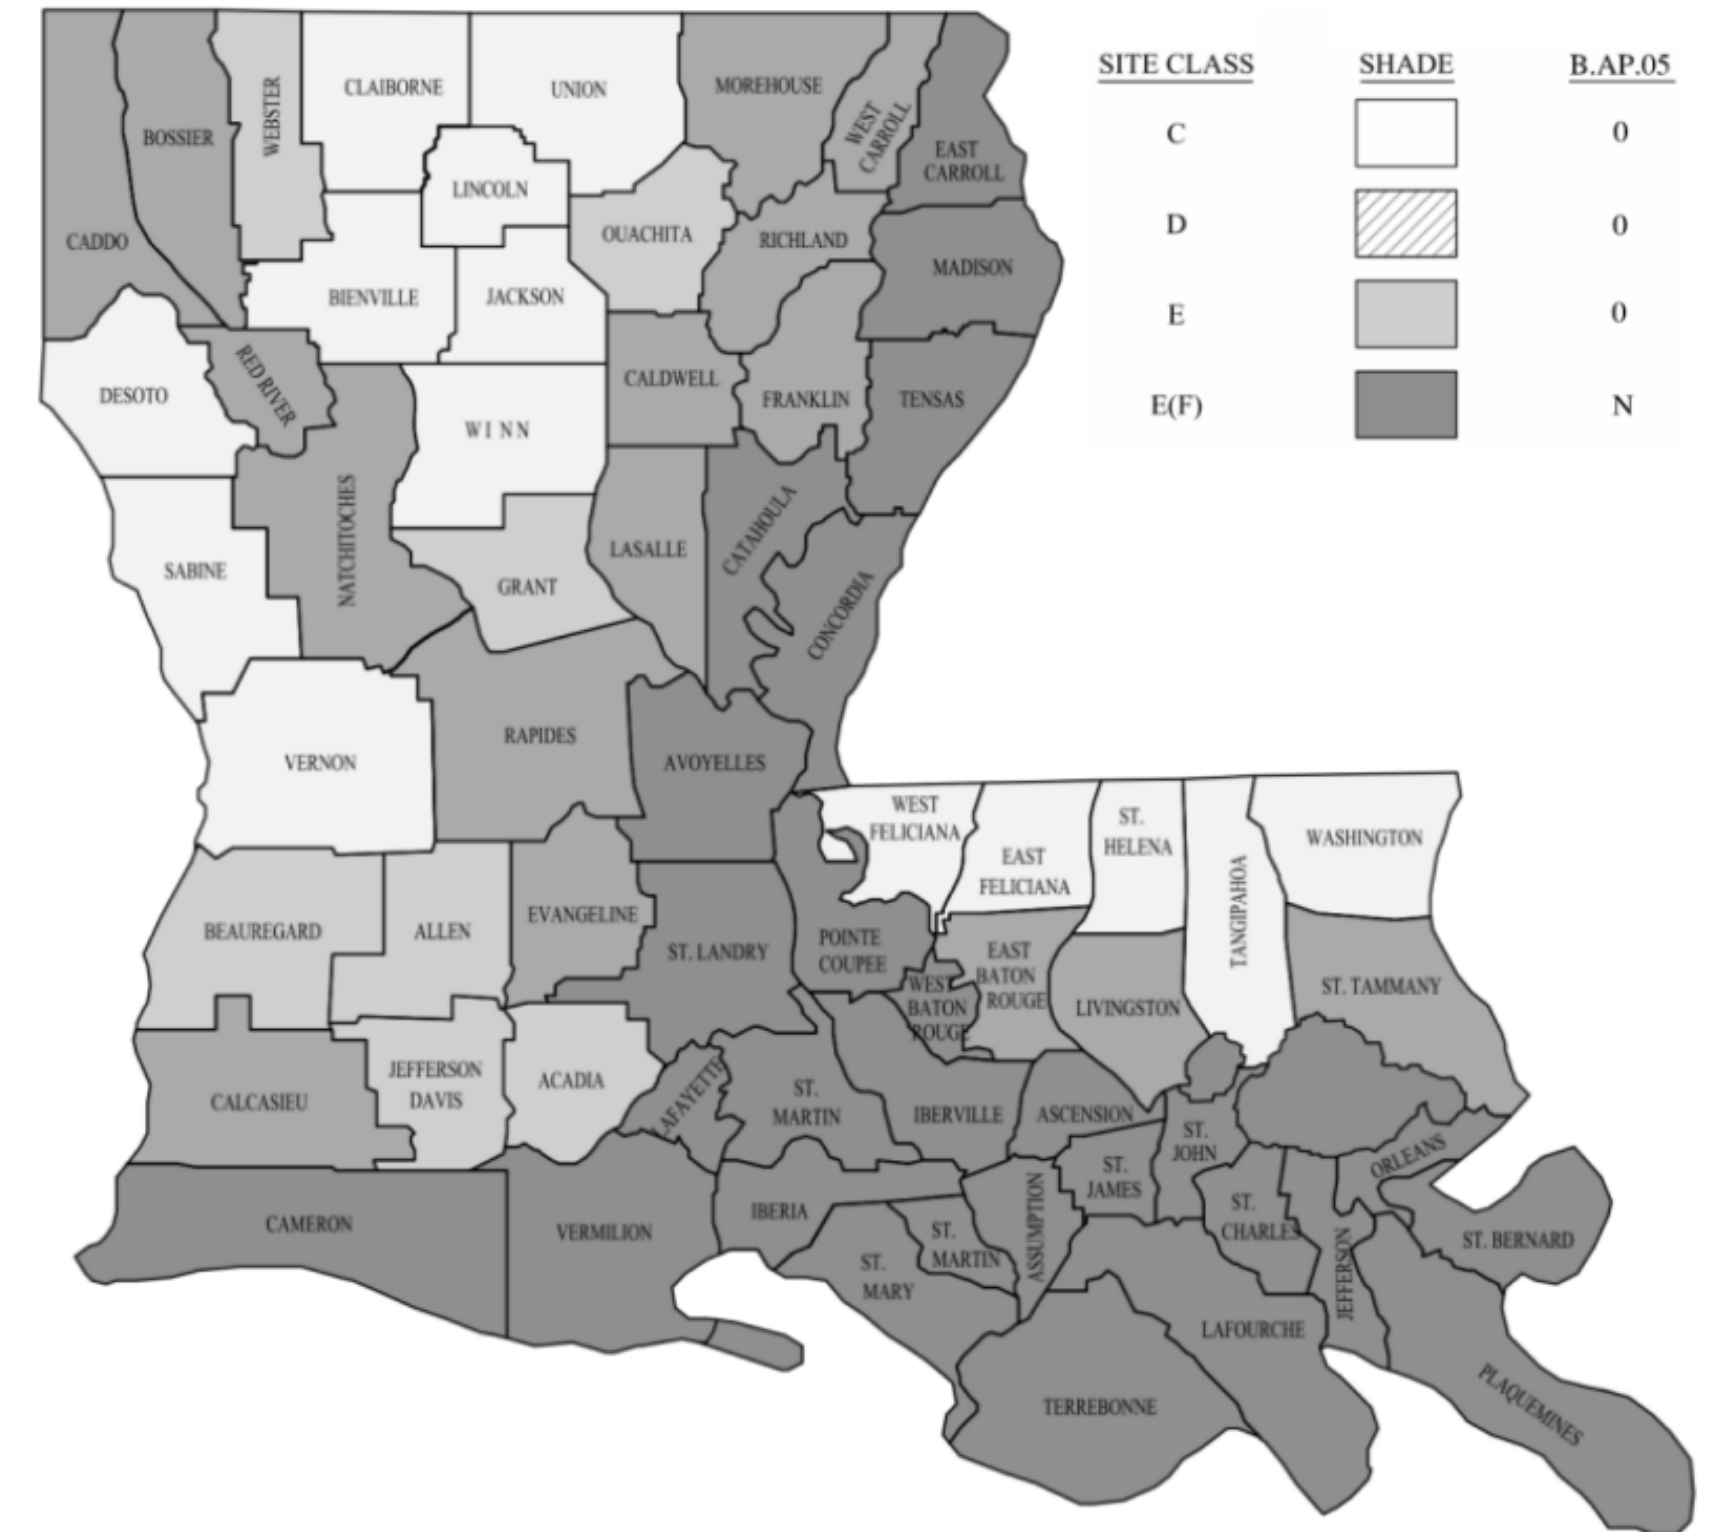 SITE CLASS SHADE B.AP.05
C 0
D 0
E 0
E(F) N
CADDO
BOSSIER
WEBSTER
CLAIBORNE
UNION
MOREHOUSE
WEST
CARROLL
EAST
CARROLL
LINCOLN
OUACHITA
RICHLAND
MADISON
BIENVILLE
JACKSON
DESOTO
RED RIVER
CALDWELL
FRANKLIN
TENSAS
WINN
NATCHITOCHES
SABINE
GRANT
LASALLE
CATAHOULA
CONCORDIA
VERNON
RAPIDES
AVOYELLES
WEST
FELICIANA
EAST
FELICIANA
ST.
HELENA
TANGIPAHOA
WASHINGTON
BEAUREGARD
ALLEN
EVANGELINE
ST. LANDRY
POINTE
COUPEE
WEST
BATON
ROUGE
EAST
BATON
ROUGE
LIVINGSTON
ST. TAMMANY
CALCASIEU
JEFFERSON
DAVIS
ACADIA
LAFAYETTE
ST.
MARTIN
IBERVILLE
ASCENSION
ST.
JOHN
ORLEANS
CAMERON
VERMILION
IBERIA
ST.
MARY
ST.
MARTIN
ASSUMPTION
ST.
JAMES
ST.
CHARLES
JEFFERSON
ST. BERNARD
LAFOURCHE
TERREBONNE
PLAQUEMINES